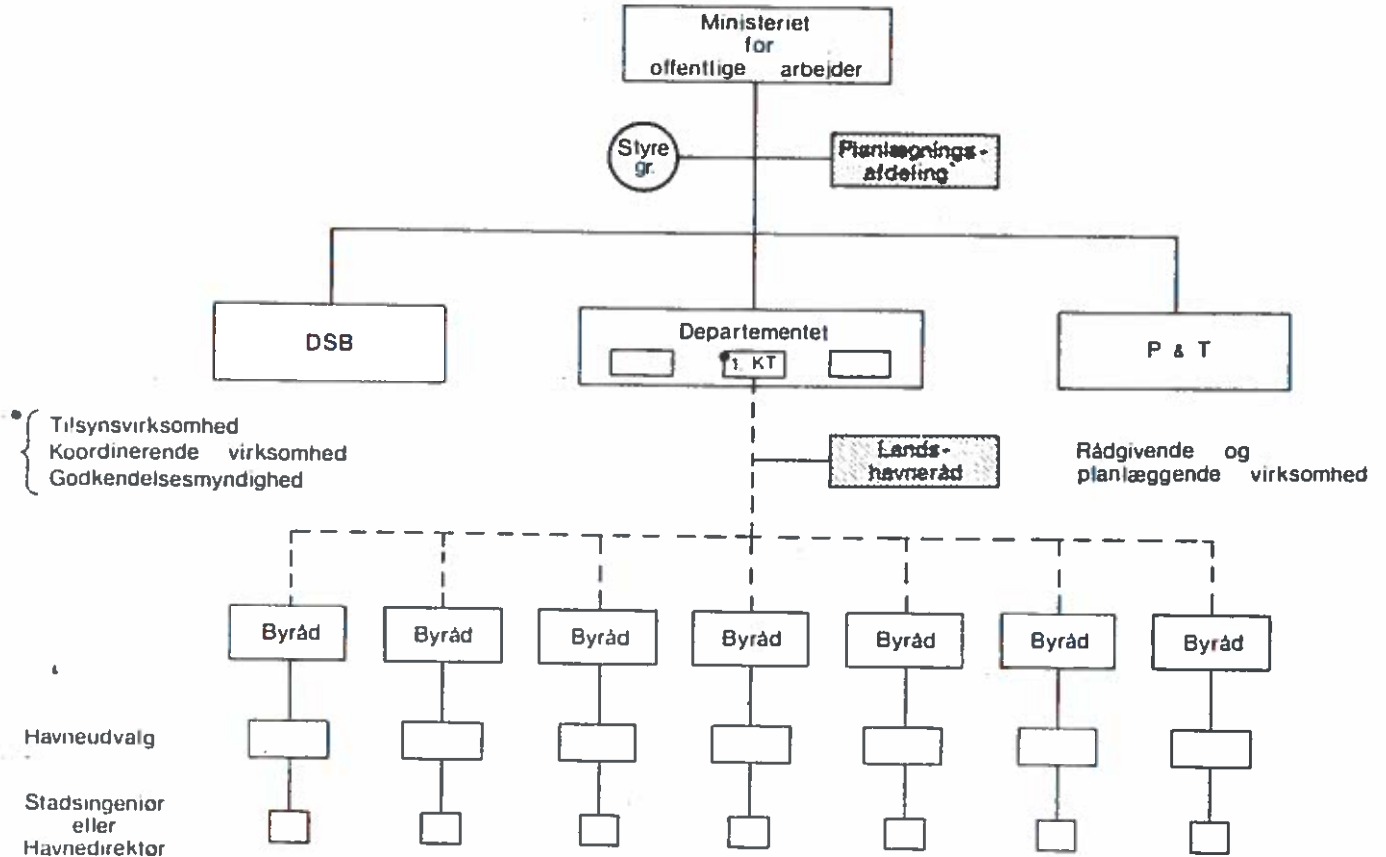 Ministeriet
for
offentlige arbejder
Styre
gr.
Planlægnings-
afdeling
DSB
Departementet
1. KT
P & T
Tilsynsvirksomhed
Koordinerende virksomhed
Godkendelsesmyndighed
Lands-
havneråd
Rådgivende og
planlæggende virksomhed
Byråd
Byråd
Byråd
Byråd
Byråd
Byråd
Byråd
Havneudvalg
Stadsingeniør
eller
Havnedirektør